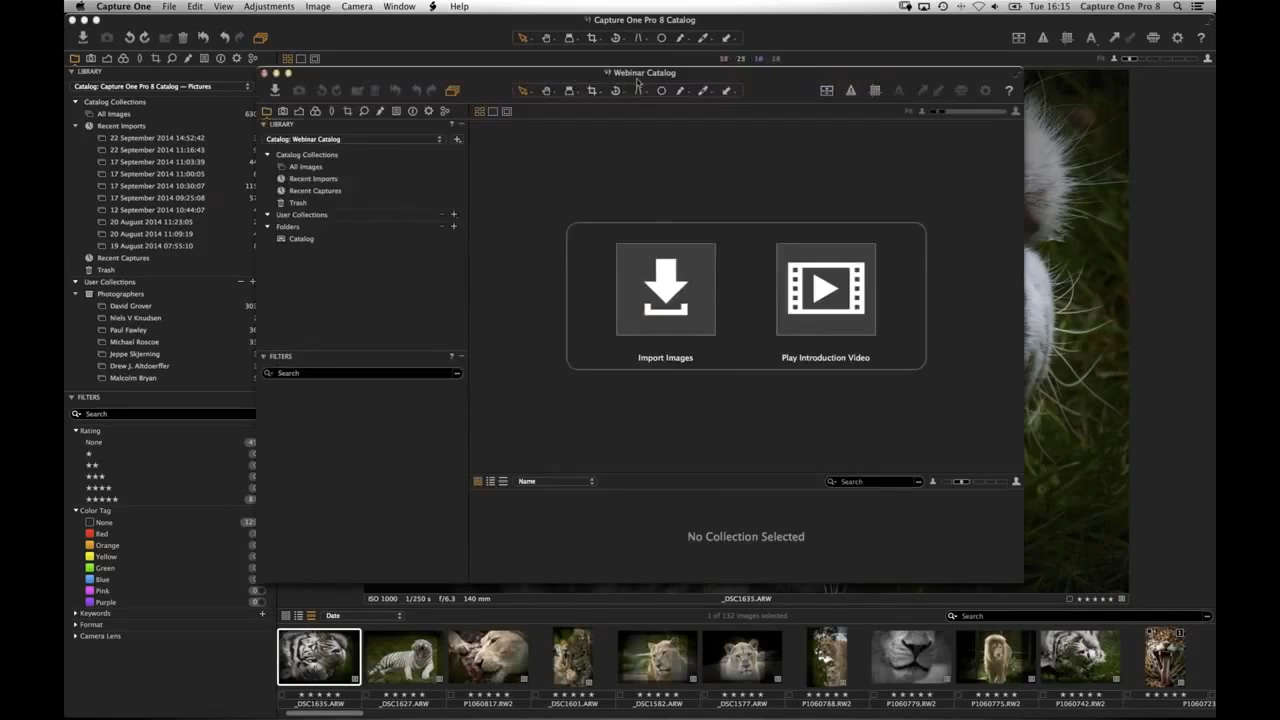 Capture One File Edit View Adjustments Image Camera Window Help Tue 16:15 Capture One Pro 8
Capture One Pro 8 Catalog
LIBRARY
Catalog: Capture One Pro 8 Catalog — Pictures
Catalog Collections
All Images
Recent Imports
22 September 2014 14:52:42
22 September 2014 11:16:43
17 September 2014 11:03:39
17 September 2014 11:00:05
17 September 2014 10:30:07
17 September 2014 09:25:08
12 September 2014 10:44:07
20 August 2014 11:23:05
20 August 2014 11:09:19
19 August 2014 07:55:10
Recent Captures
Trash
User Collections
Photographers
David Grover
Niels V Knudsen
Paul Fawley
Michael Roscoe
Jeppe Skjerning
Drew J. Altdoerffer
Malcolm Bryan
FILTERS
Search
Rating
None
Color Tag
None
Red
Orange
Yellow
Green
Blue
Pink
Purple
Keywords
Format
Camera Lens
Webinar Catalog
LIBRARY
Catalog: Webinar Catalog
Catalog Collections
All Images
Recent Imports
Recent Captures
Trash
User Collections
Folders
Catalog
FILTERS
Search
Fit
Import Images
Play Introduction Video
Name
Search
No Collection Selected
ISO 1000 1/250 s f/6.3 140 mm
_DSC1635.ARW
Date
1 of 132 images selected
Search
_DSC1635.ARW
_DSC1627.ARW
P1060817.RW2
_DSC1601.ARW
_DSC1582.ARW
_DSC1577.ARW
P1060788.RW2
P1060779.RW2
P1060775.RW2
P1060742.RW2
P1060723